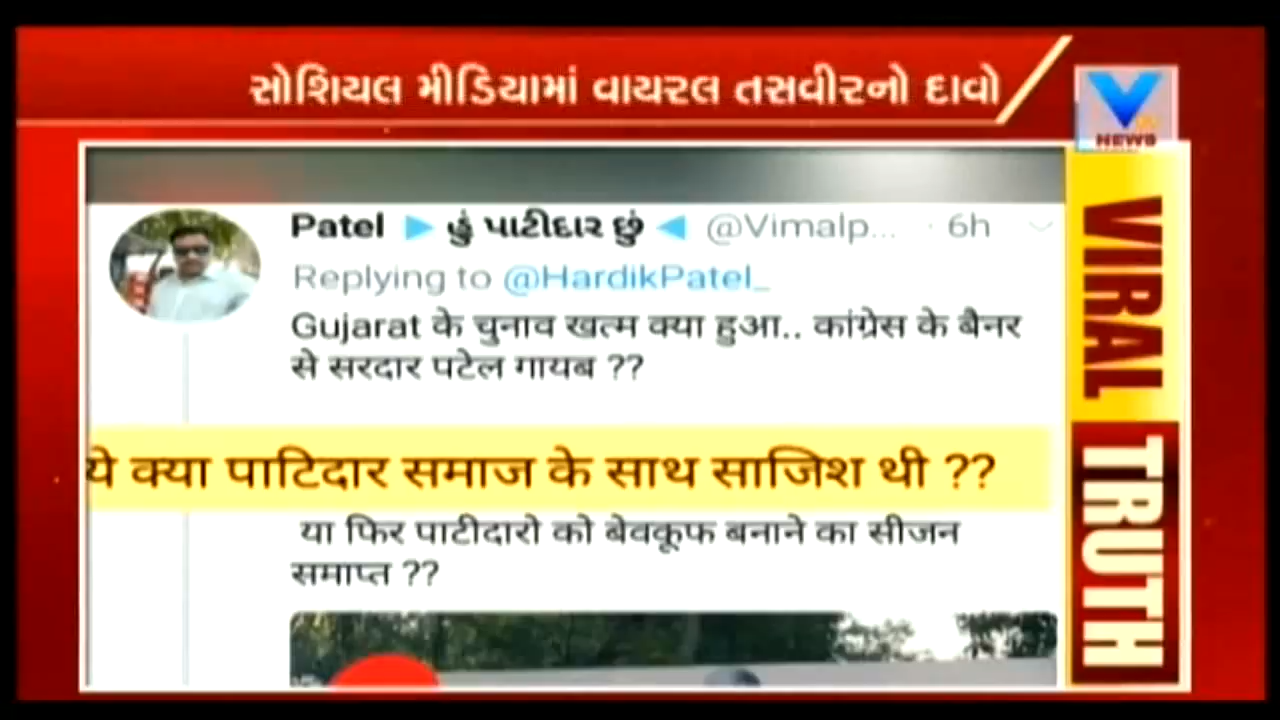 સોશિયલ મીડિયામાં વાયરલ તસવીરનો દાવો
NEWS
VIRAL TRUTH
Patel ▶ હું પાટીદાર છું ◀ @Vimalp... · 6h
Replying to @HardikPatel_
Gujarat के चुनाव खत्म क्या हुआ.. कांग्रेस के बैनर
से सरदार पटेल गायब ??
ये क्या पाटिदार समाज के साथ साजिश थी ??
या फिर पाटीदारो को बेवकूफ बनाने का सीजन
समाप्त ??